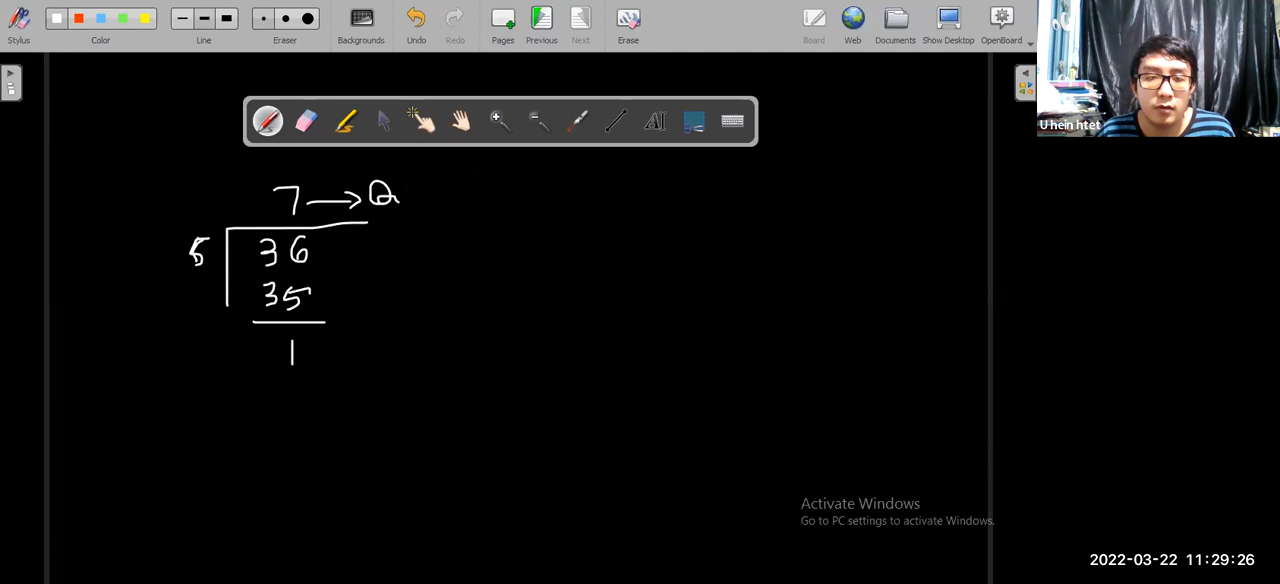 Stylus Color Line Eraser Backgrounds Undo Redo Pages Previous Next Erase Board Web Documents Show Desktop OpenBoard
U hein htet
AI
7 → Q
5 36
35
1
Activate Windows
Go to PC settings to activate Windows.
2022-03-22 11:29:26